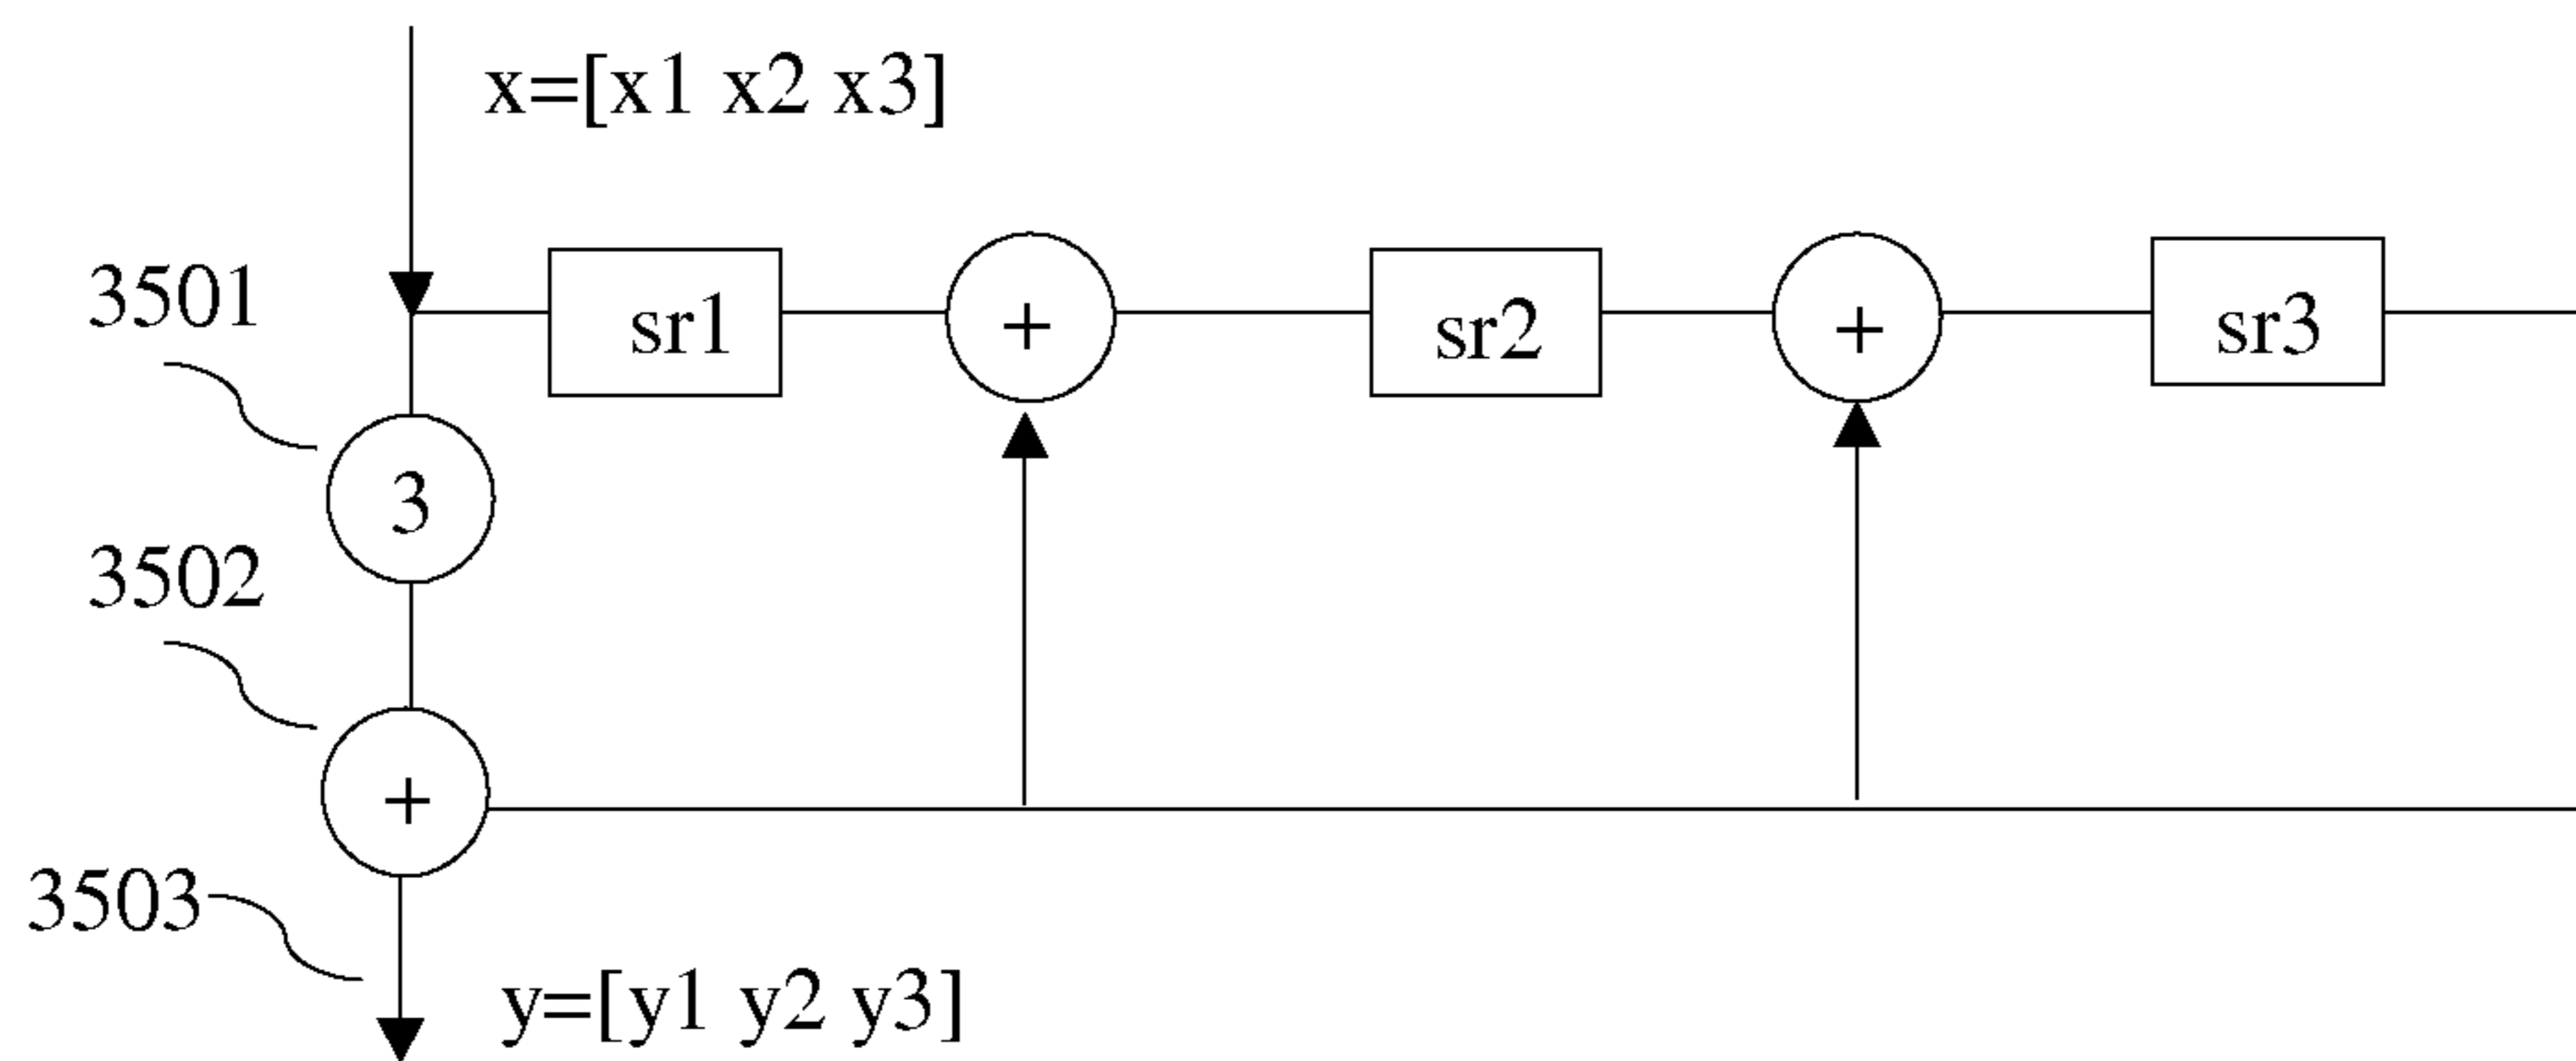 x=[x1 x2 x3]
3501
sr1
+
sr2
+
sr3
3
3502
+
3503
y=[y1 y2 y3]